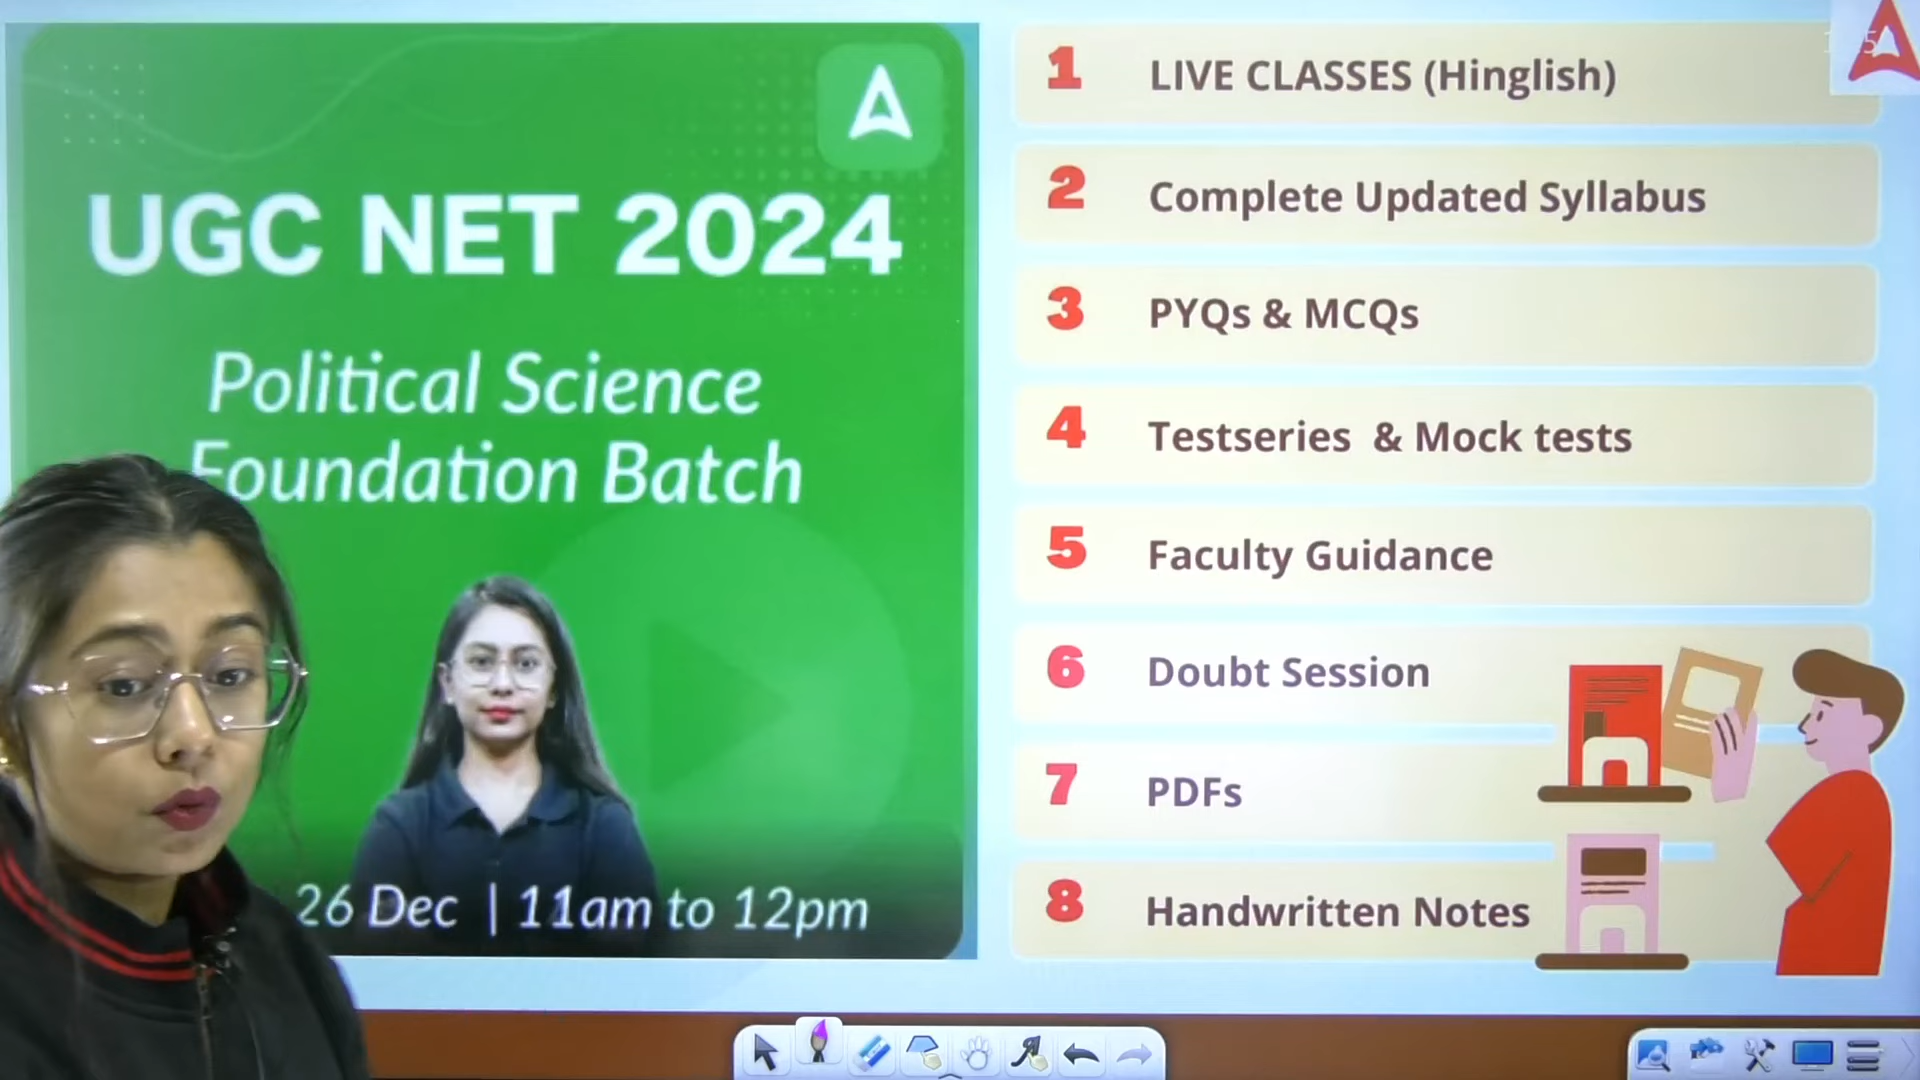 UGC NET 2024
Political Science
Foundation Batch
26 Dec | 11am to 12pm
1 LIVE CLASSES (Hinglish)
2 Complete Updated Syllabus
3 PYQs & MCQs
4 Testseries & Mock tests
5 Faculty Guidance
6 Doubt Session
7 PDFs
8 Handwritten Notes